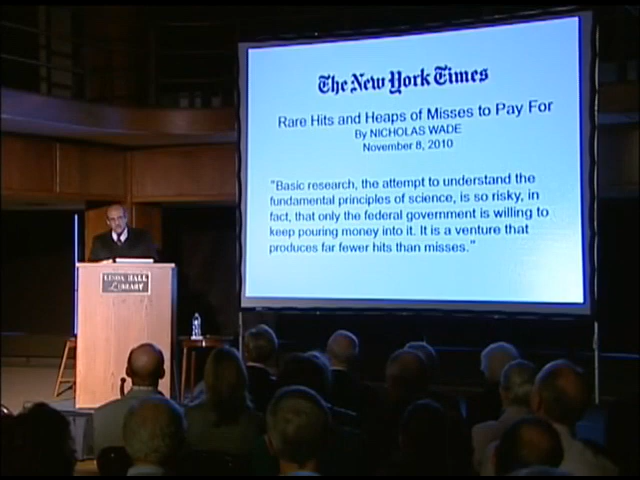 The New York Times
Rare Hits and Heaps of Misses to Pay For
By NICHOLAS WADE
November 8, 2010
"Basic research, the attempt to understand the
fundamental principles of science, is so risky, in
fact, that only the federal government is willing to
keep pouring money into it. It is a venture that
produces far fewer hits than misses."
LINDA HALL
LIBRARY